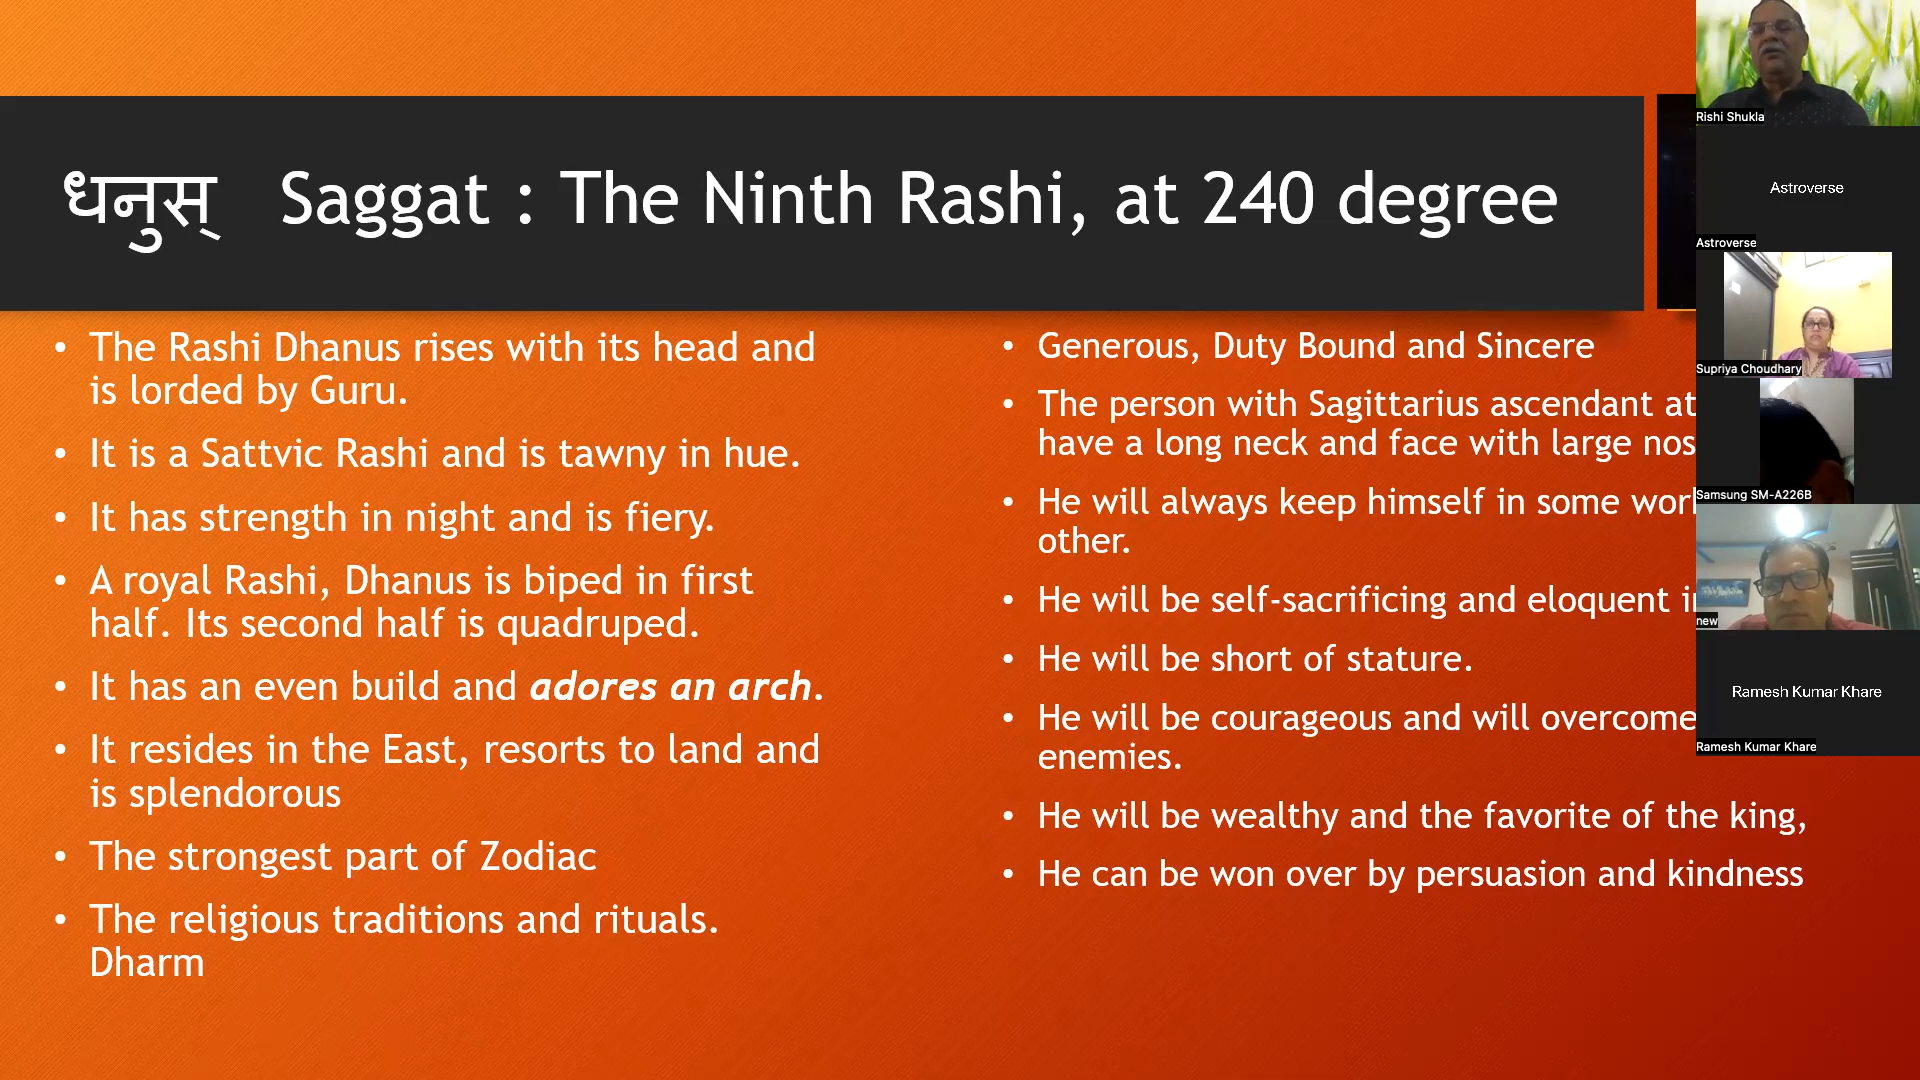 धनुस् Saggat : The Ninth Rashi, at 240 degree
• The Rashi Dhanus rises with its head and
is lorded by Guru.
• It is a Sattvic Rashi and is tawny in hue.
• It has strength in night and is fiery.
• A royal Rashi, Dhanus is biped in first
half. Its second half is quadruped.
• It has an even build and adores an arch.
• It resides in the East, resorts to land and
is splendorous
• The strongest part of Zodiac
• The religious traditions and rituals.
Dharm
• Generous, Duty Bound and Sincere
• The person with Sagittarius ascendant at
have a long neck and face with large
• He will always keep himself in some
other.
• He will be self-sacrificing and eloquent
• He will be short of stature.
• He will be courageous and will overcome
enemies.
• He will be wealthy and the favorite of the king,
• He can be won over by persuasion and kindness
Rishi Shukla
Astroverse
Astroverse
Supriya Choudhary
Samsung SM-A226B
new
Ramesh Kumar Khare
Ramesh Kumar Khare